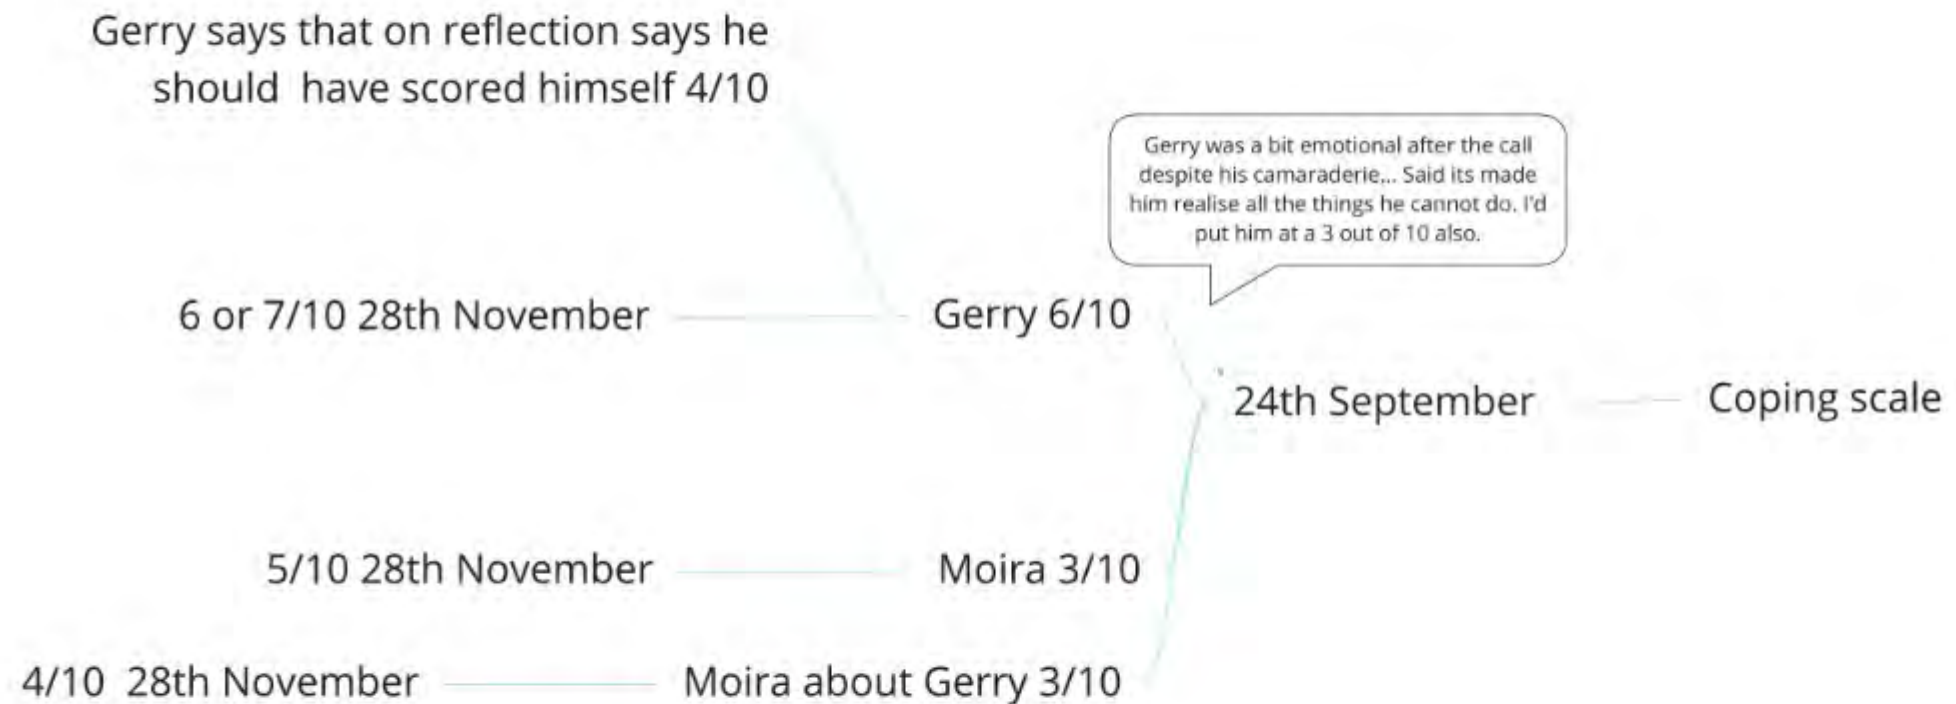 Gerry says that on reflection says he
should have scored himself 4/10
Gerry was a bit emotional after the call
despite his camaraderie... Said its made
him realise all the things he cannot do. I'd
put him at a 3 out of 10 also.
6 or 7/10 28th November
Gerry 6/10
24th September
Coping scale
5/10 28th November
Moira 3/10
4/10 28th November
Moira about Gerry 3/10